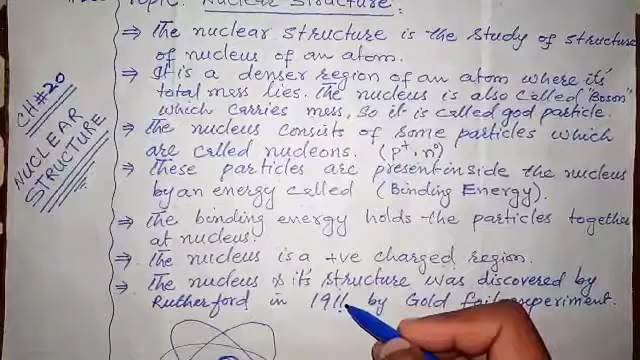 Topic: Nuclear Structure:
CH#20
NUCLEAR
STRUCTURE
⇒ The nuclear structure is the study of structure
of nucleus of an atom.
⇒ It is a denser region of an atom where its
total mass lies. The nucleus is also called "Boson"
which carries mess, So it is called god particle.
⇒ The nucleus consists of some particles which
are called nucleons. (p⁺, n⁰)
⇒ These particles are present inside the nucleus
by an energy called (Binding Energy).
⇒ The binding energy holds the particles together
at nucleus.
⇒ The nucleus is a +ve charged region.
⇒ The nucleus & it's structure was discovered by
Rutherford in 1911 by Gold foil experiment.